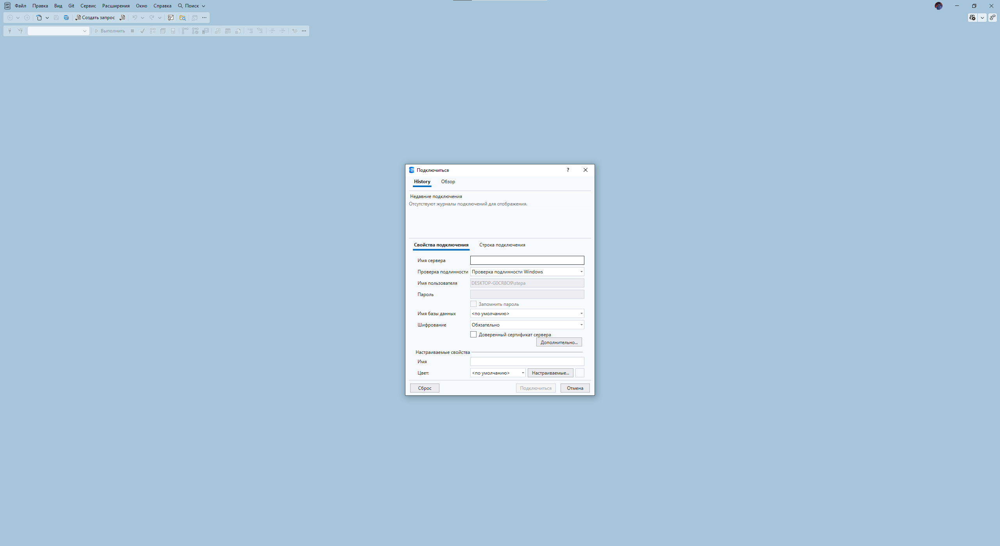 Файл Правка Вид Git Сервис Расширения Окно Справка Поиск
Создать запрос
Выполнить
Подключиться ?
History Обзор
Недавние подключения
Отсутствуют журналы подключений для отображения.
Свойства подключения Строка подключения
Имя сервера
Проверка подлинности Проверка подлинности Windows
Имя пользователя DESKTOP-G0CR8O9\stepa
Пароль
Запомнить пароль
Имя базы данных <по умолчанию>
Шифрование Обязательно
Доверенный сертификат сервера
Дополнительно...
Настраиваемые свойства
Имя
Цвет: <по умолчанию> Настраиваемые...
Сброс Подключиться Отмена